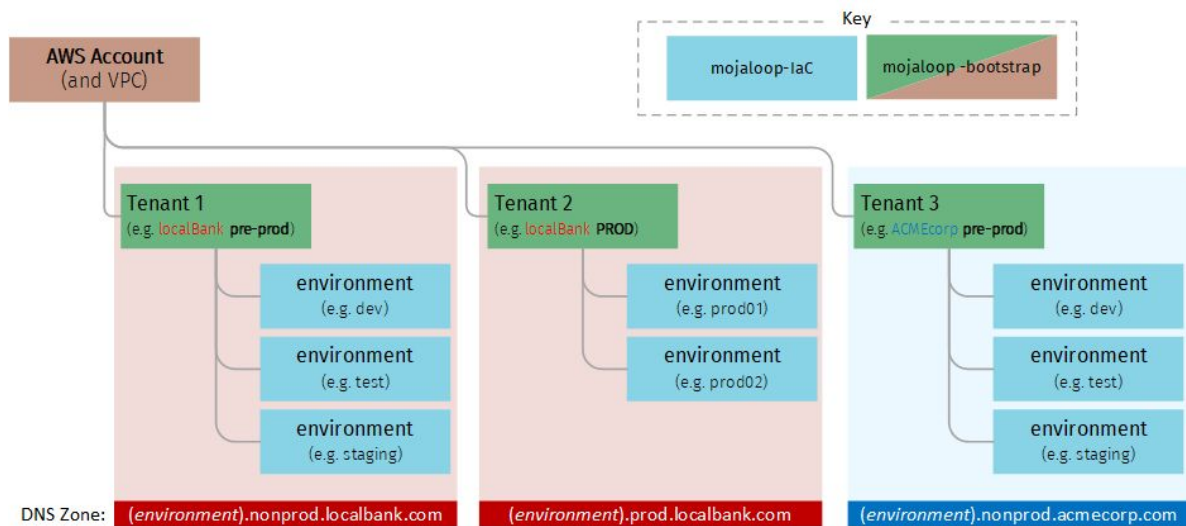 Key
AWS Account
(and VPC)
mojaloop-IaC
mojaloop -bootstrap
Tenant 1
(e.g. localBank pre-prod)
environment
(e.g. dev)
environment
(e.g. test)
environment
(e.g. staging)
Tenant 2
(e.g. localBank PROD)
environment
(e.g. prod01)
environment
(e.g. prod02)
Tenant 3
(e.g. ACMEcorp pre-prod)
environment
(e.g. dev)
environment
(e.g. test)
environment
(e.g. staging)
DNS Zone:
(environment).nonprod.localbank.com
(environment).prod.localbank.com
(environment).nonprod.acmecorp.com